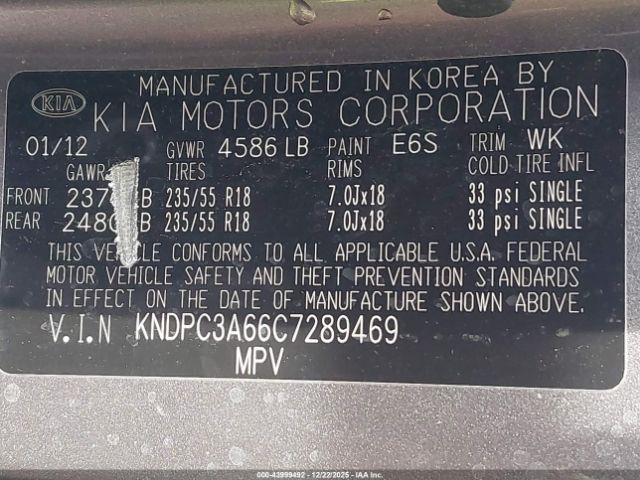 KIA
MANUFACTURED IN KOREA BY
KIA MOTORS CORPORATION
01/12 GVWR 4586 LB PAINT E6S TRIM WK
GAWR TIRES RIMS COLD TIRE INFL
FRONT 235/55 R18 7.0Jx18 33 psi SINGLE
REAR 235/55 R18 7.0Jx18 33 psi SINGLE
THIS VEHICLE CONFORMS TO ALL APPLICABLE U.S.A. FEDERAL
MOTOR VEHICLE SAFETY AND THEFT PREVENTION STANDARDS
IN EFFECT ON THE DATE OF MANUFACTURE SHOWN ABOVE.
V.I.N KNDPC3A66C7289469
MPV
000-43999492 - 12/22/2025 - IAAHC